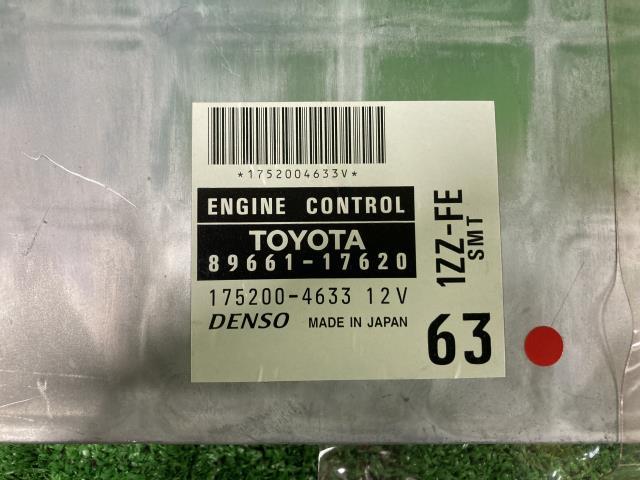 *1752004633V*
ENGINE CONTROL
TOYOTA
89661-17620
175200-4633 12V
DENSO MADE IN JAPAN
1ZZ-FE
SMT
63